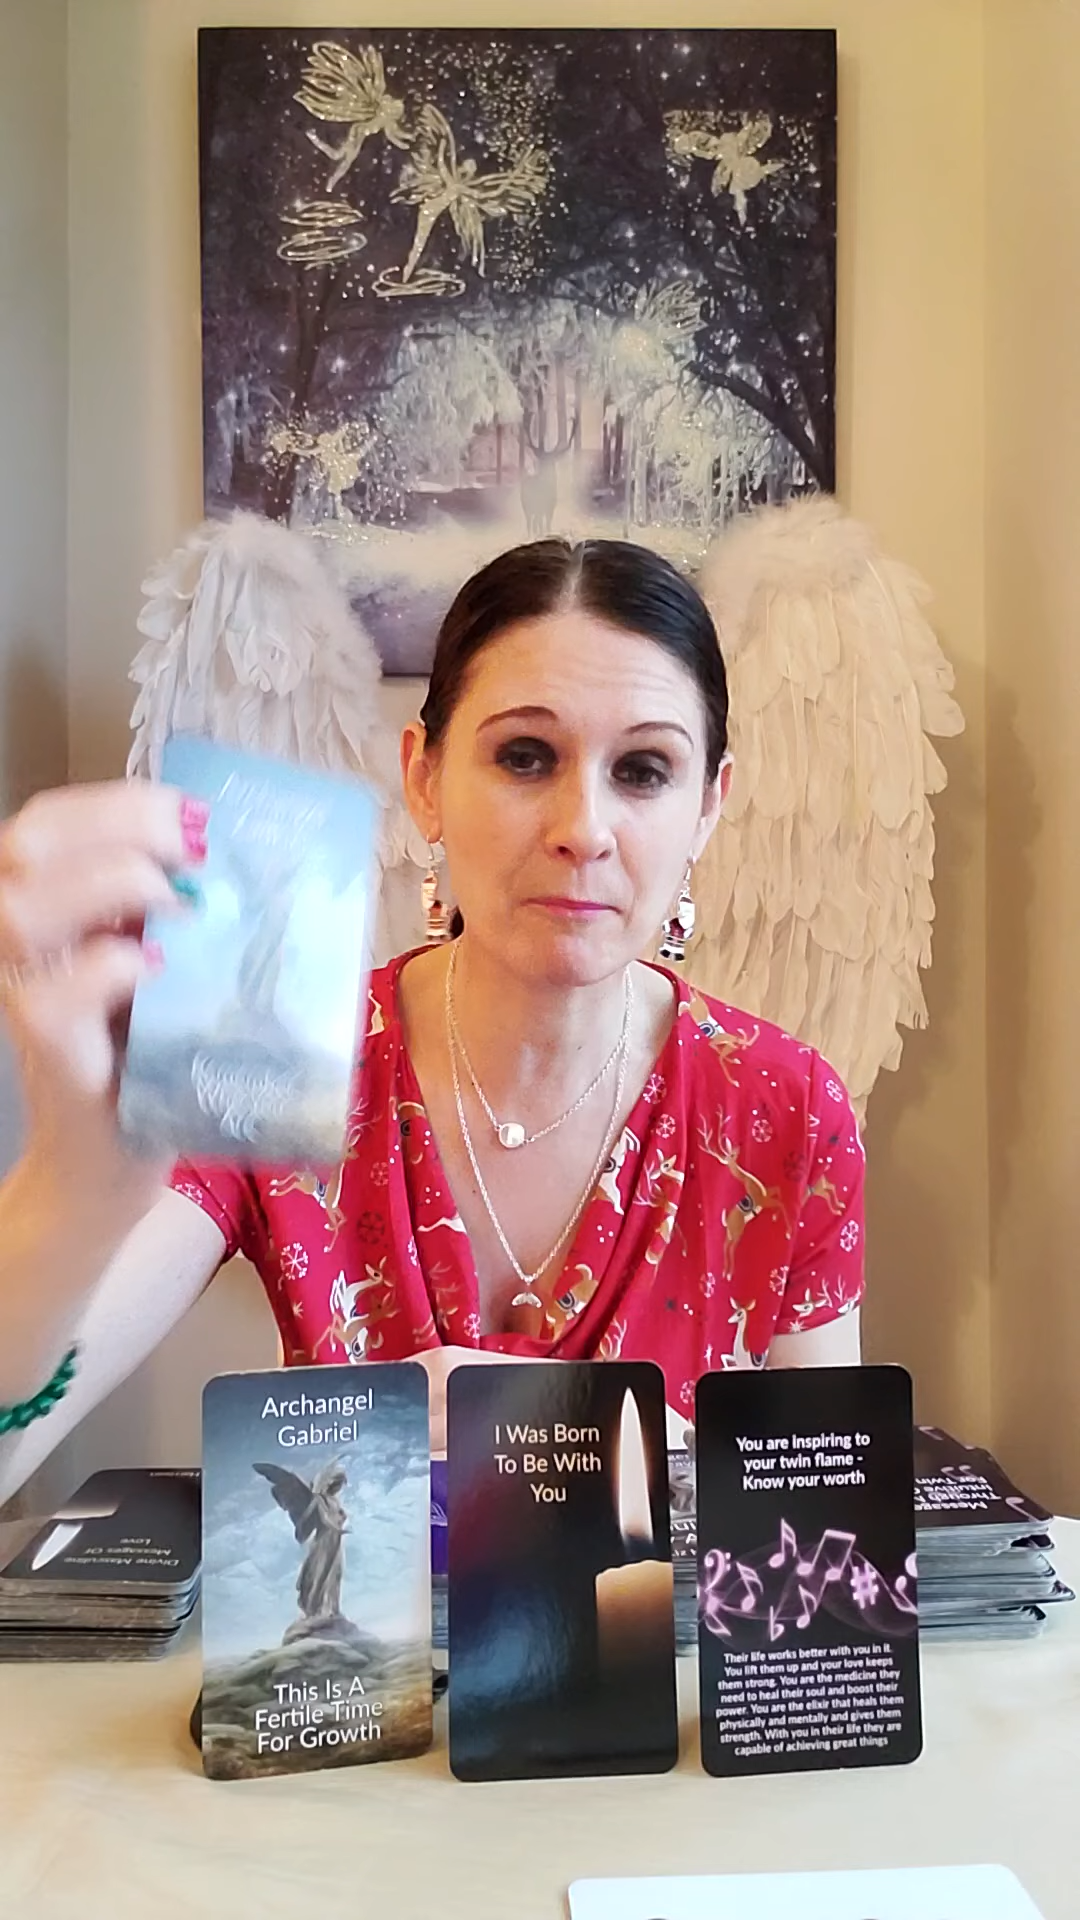 Archangel
Gabriel
This Is A
Fertile Time
For Growth
I Was Born
To Be With
You
You are inspiring to
your twin flame -
Know your worth
Their life works better with you in it.
You lift them up and your love keeps
them strong. You are the medicine they
need to heal their soul and boost their
power. You are the elixir that heals them
physically and mentally and gives them
strength. With you in their life they are
capable of achieving great things
Divine Masculine
Messages Of
Love